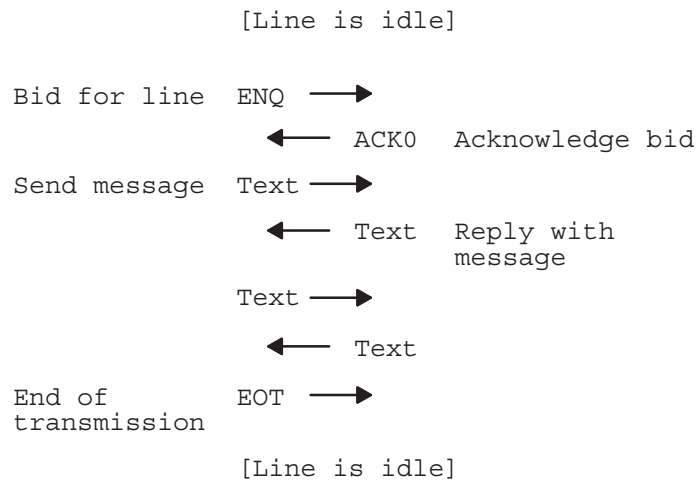 [Line is idle]
Bid for line ENQ
ACK0 Acknowledge bid
Send message Text
Text Reply with
message
Text
Text
End of EOT
transmission
[Line is idle]